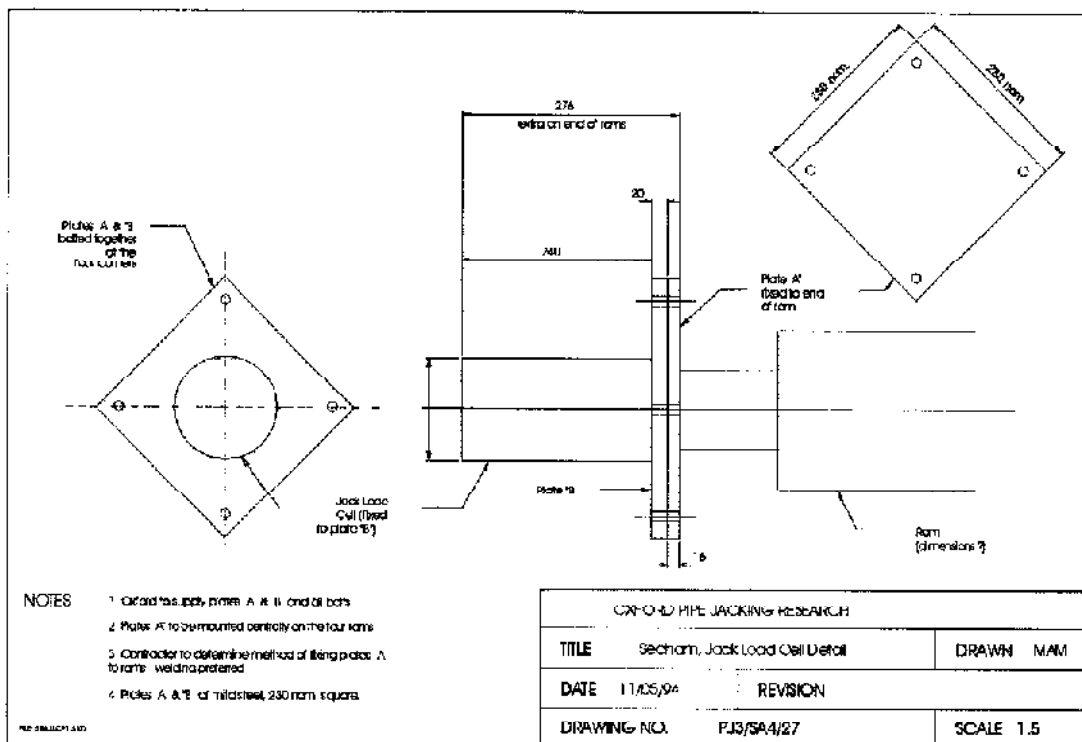 276
extra on end of rams
20
240
Plates 'A' & 'B'
bolted together
at the
four corners
Plate 'A'
fixed to end
of ram
Jack Load
Cell (fixed
to plate 'B')
Plate 'B'
16
Ram
(dimensions ?)
NOTES
1 Oxford to supply plates 'A' & 'B' and all bolts
2 Plates 'A' to be mounted centrally on the four rams
3 Contractor to determine method of fixing plates 'A'
to rams welding preferred
4 Plates 'A' & 'B' of mild steel, nom square
OXFORD PIPE JACKING RESEARCH
TITLE Seaham, Jack Load Cell Detail
DRAWN MAM
DATE 11/05/94
REVISION
DRAWING NO. PJ3/SA4/27
SCALE 1:5